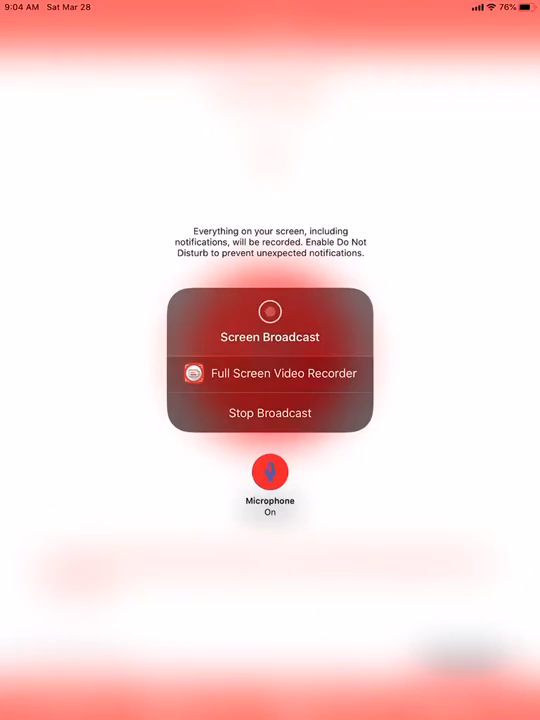 9:04 AM Sat Mar 28
76%
Everything on your screen, including
notifications, will be recorded. Enable Do Not
Disturb to prevent unexpected notifications.
Screen Broadcast
Full Screen Video Recorder
Stop Broadcast
Microphone
On